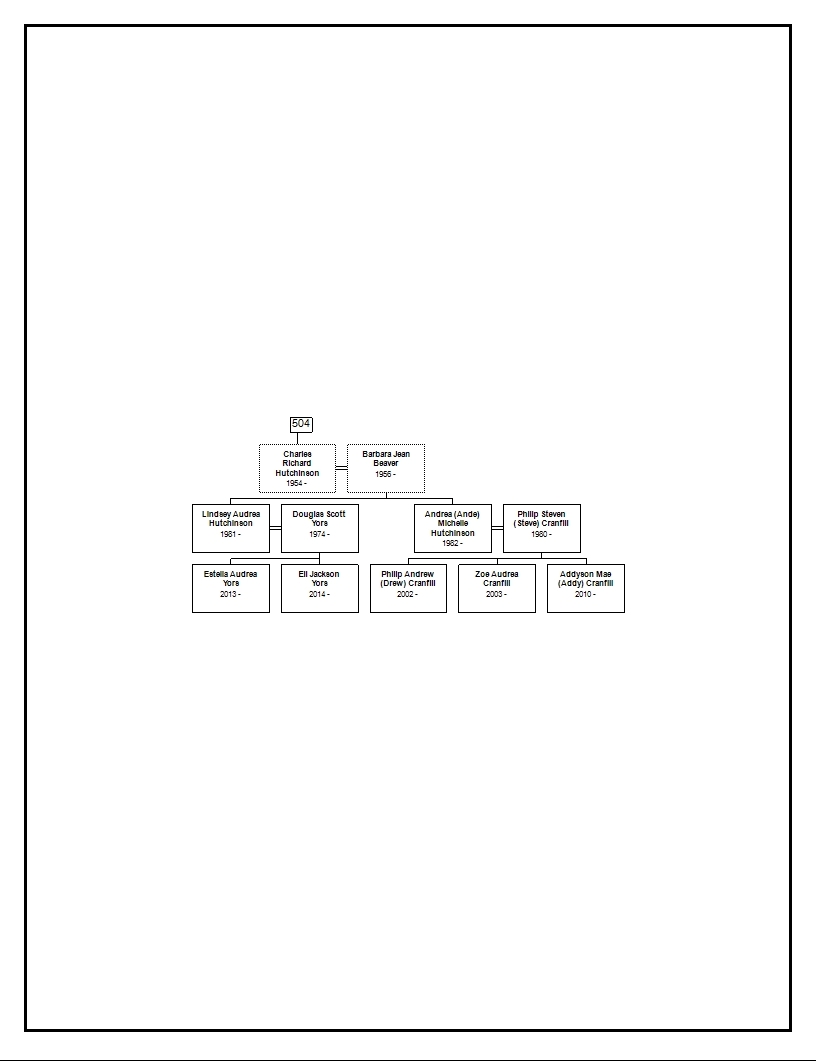 504
Charles
Richard
Hutchinson
1954 -
Barbara Jean
Beaver
1956 -
Lindsey Audrea
Hutchinson
1981 -
Douglas Scott
Yors
1974 -
Andrea (Ande)
Michelle
Hutchinson
1982 -
Philip Steven
(Steve) Cranfill
1980 -
Estella Audrea
Yors
2013 -
Eli Jackson
Yors
2014 -
Philip Andrew
(Drew) Cranfill
2002 -
Zoe Audrea
Cranfill
2003 -
Addyson Mae
(Addy) Cranfill
2010 -